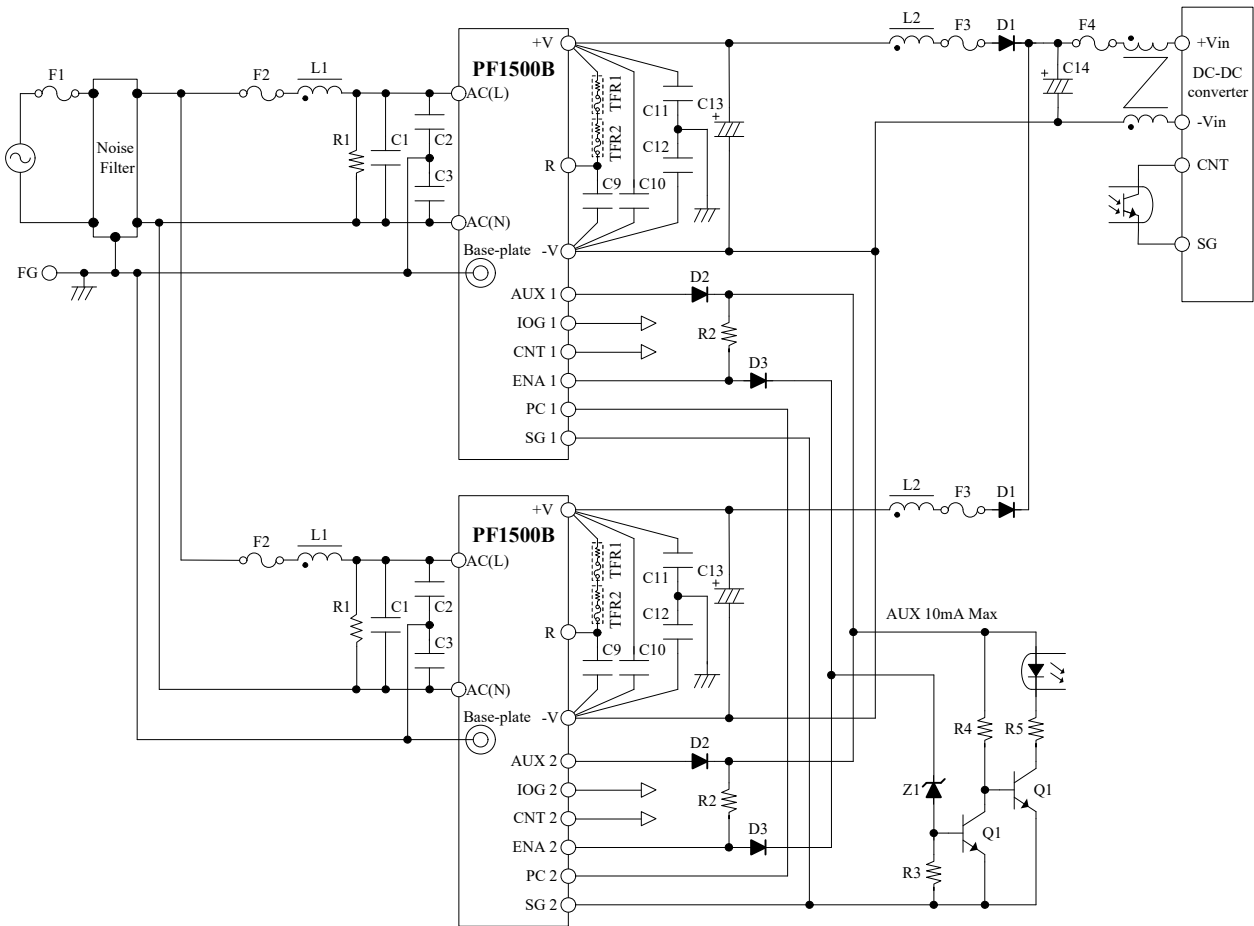 L2
F3
D1
F4
+V
+Vin
PF1500B
C14
+
DC-DC
converter
F1
F2
L1
TFR1
C11
C13
+
AC(L)
C2
R1
C1
TFR2
C12
-Vin
Noise
Filter
C3
R
CNT
C9
C10
AC(N)
Base-plate
-V
SG
FG
D2
AUX 1
IOG 1
R2
CNT 1
D3
ENA 1
PC 1
SG 1
L2
F3
D1
+V
PF1500B
F2
L1
TFR1
C11
C13
+
AC(L)
C2
R1
C1
TFR2
C12
AUX 10mA Max
R
C3
C9
C10
AC(N)
Base-plate
-V
R4
R5
D2
AUX 2
IOG 2
R2
Z1
Q1
CNT 2
D3
Q1
ENA 2
R3
PC 2
SG 2